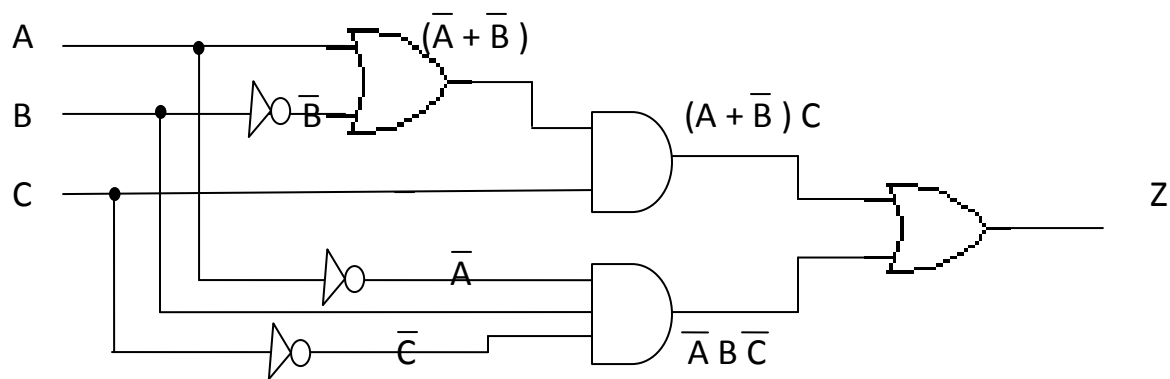 A
(A̅ + B̅ )
B
B̅
(A + B̅ ) C
C
Z
A̅
C̅
A̅ B C̅